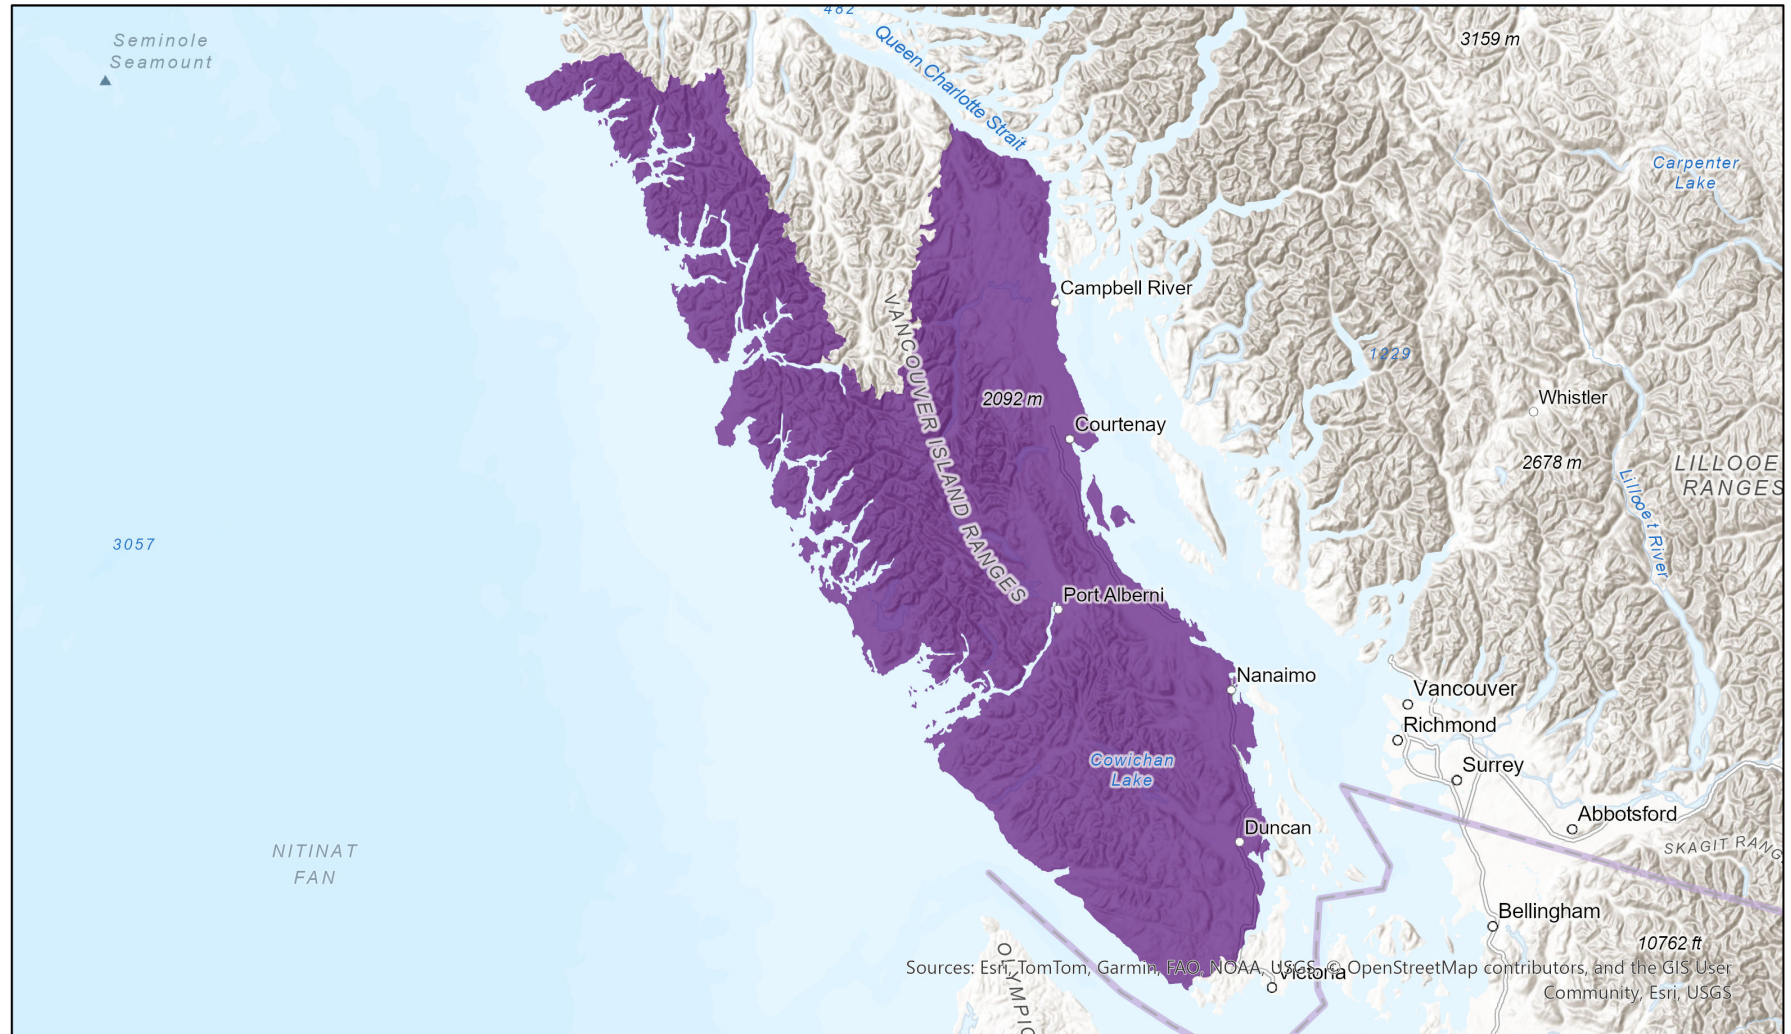 482
Seminole
Seamount
Queen Charlotte Strait
3159 m
Carpenter
Lake
Campbell River
VANCOUVER ISLAND RANGES
1229
2092 m
Whistler
Courtenay
2678 m
LILLOOE
RANGES
Lillooet River
3057
Port Alberni
Nanaimo
Vancouver
Richmond
Cowichan
Lake
Surrey
Abbotsford
Duncan
SKAGIT RANG
NITINAT
FAN
Bellingham
10762 ft
OLYMPIC
Victoria
Sources: Esri, TomTom, Garmin, FAO, NOAA, USGS, © OpenStreetMap contributors, and the GIS User
Community, Esri, USGS